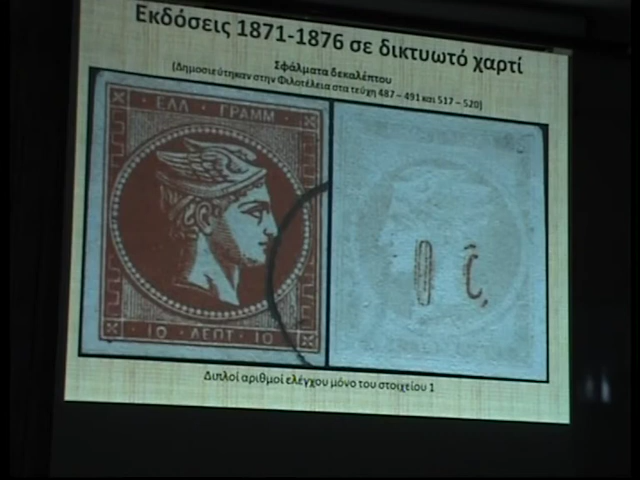 Εκδόσεις 1871-1876 σε δικτυωτό χαρτί
Σφάλματα δεκαλέπτου
(Δημοσιεύτηκαν στην Φιλοτέλεια στα τεύχη 487 – 491 και 517 – 520)
ΕΛΛ · ΓΡΑΜΜ
10 · ΛΕΠΤ · 10
Διπλοί αριθμοί ελέγχου μόνο του στοιχείου 1